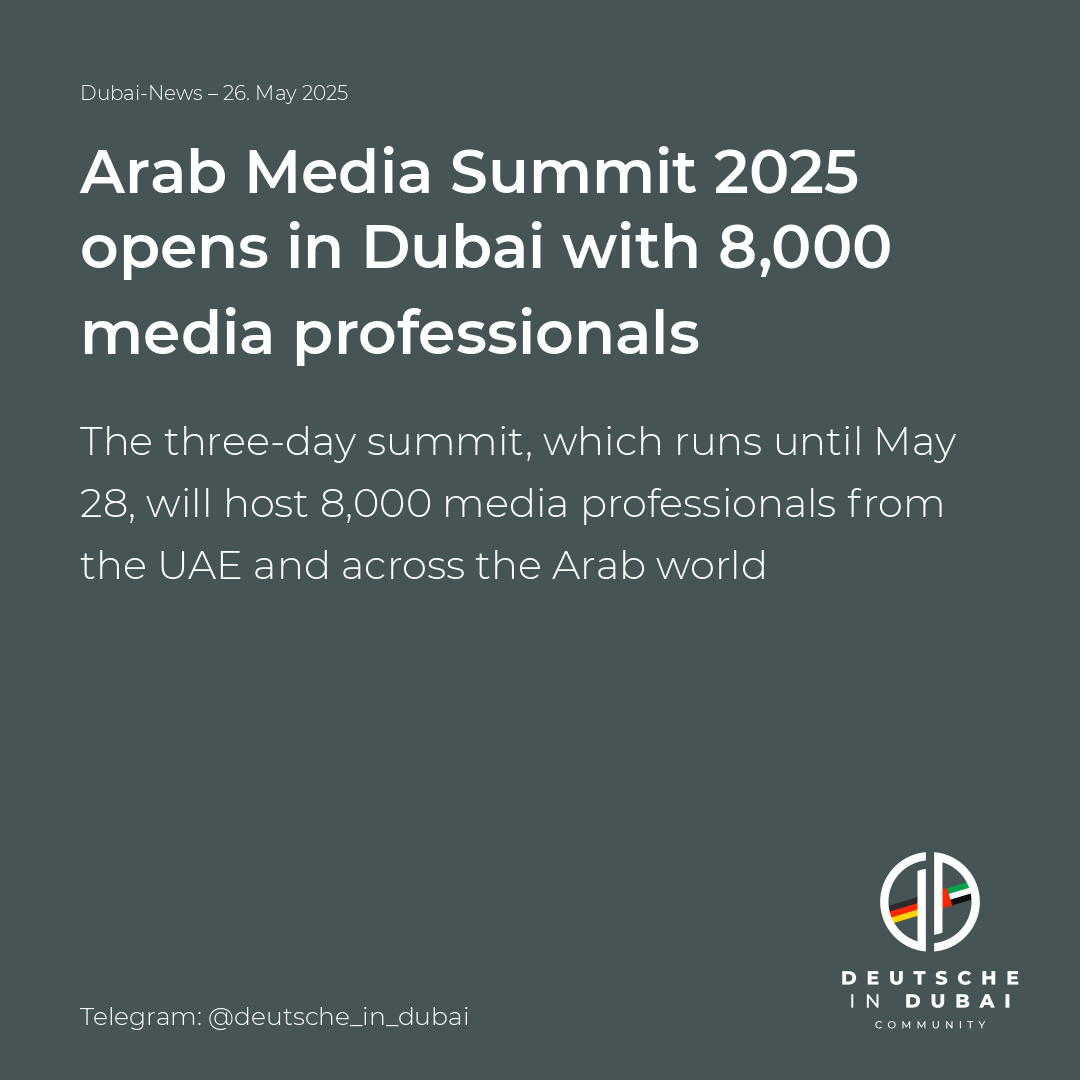 Dubai-News – 26. May 2025
Arab Media Summit 2025
opens in Dubai with 8,000
media professionals
The three-day summit, which runs until May
28, will host 8,000 media professionals from
the UAE and across the Arab world
DEUTSCHE
IN DUBAI
COMMUNITY
Telegram: @deutsche_in_dubai